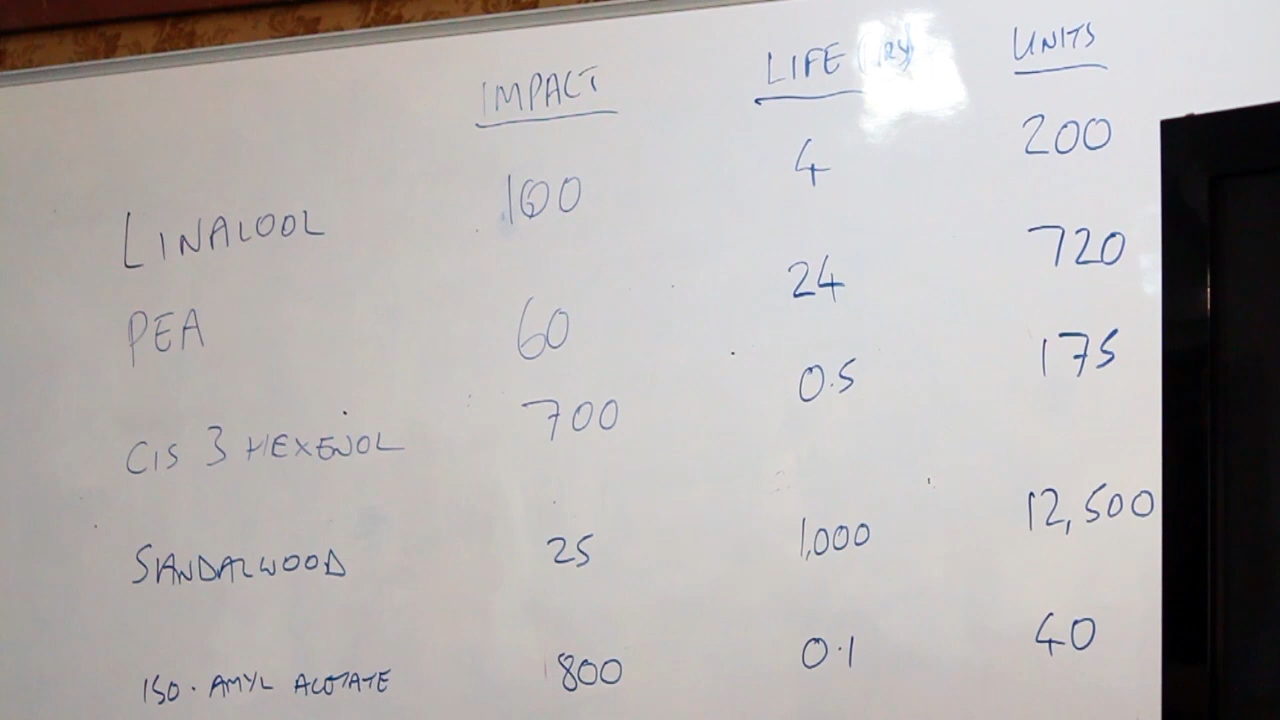 IMPACT LIFE UNITS
LINALOOL 100 4 200
PEA 60 24 720
CIS 3 HEXENOL 700 0.5 175
SANDALWOOD 25 1,000 12,500
ISO. AMYL ACETATE 800 0.1 40